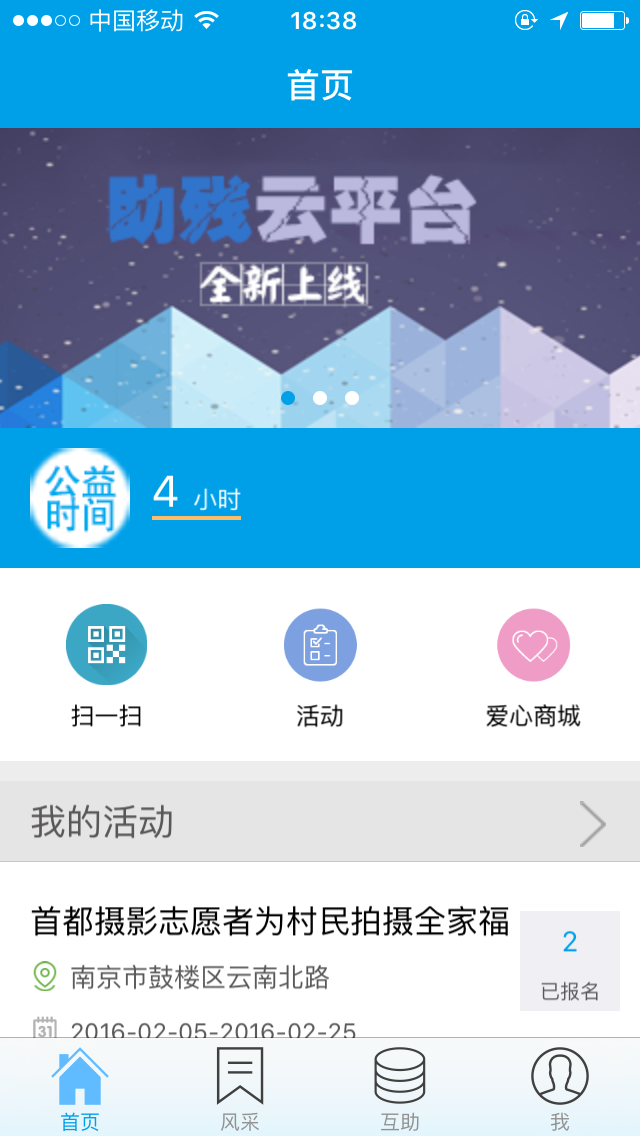 中国移动
18:38
首页
助残云平台
全新上线
公益
时间
4 小时
扫一扫
活动
爱心商城
我的活动
首都摄影志愿者为村民拍摄全家福
2
已报名
南京市鼓楼区云南北路
31
2016-02-05-2016-02-25
首页
风采
互助
我